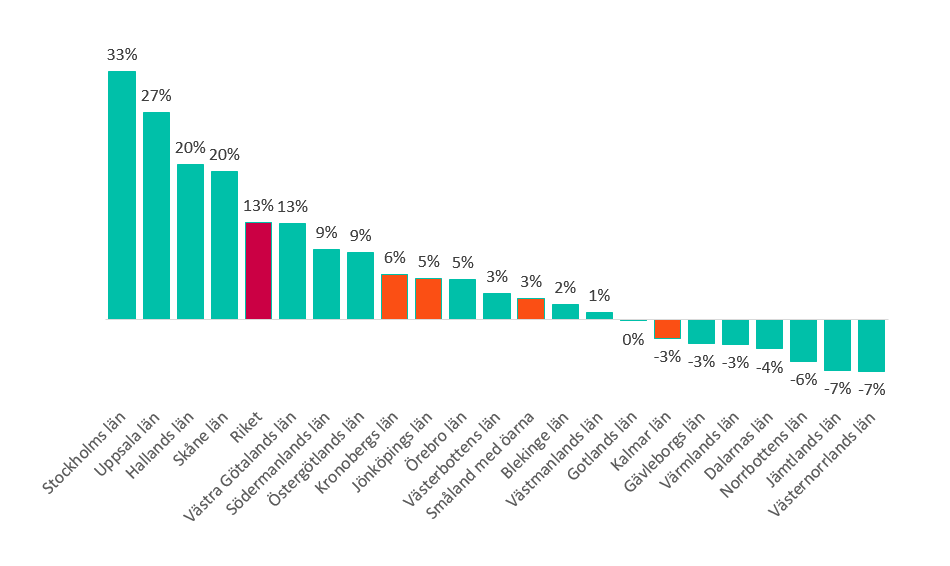 33%
27%
20%
20%
13%
13%
9%
9%
6%
5%
5%
3%
3%
2%
1%
0%
-3%
-3%
-3%
-4%
-6%
-7%
-7%
Stockholms län
Uppsala län
Hallands län
Skåne län
Riket
Västra Götalands län
Södermanlands län
Östergötlands län
Kronobergs län
Jönköpings län
Örebro län
Västerbottens län
Småland med öarna
Blekinge län
Västmanlands län
Gotlands län
Kalmar län
Gävleborgs län
Värmlands län
Dalarnas län
Norrbottens län
Jämtlands län
Västernorrlands län